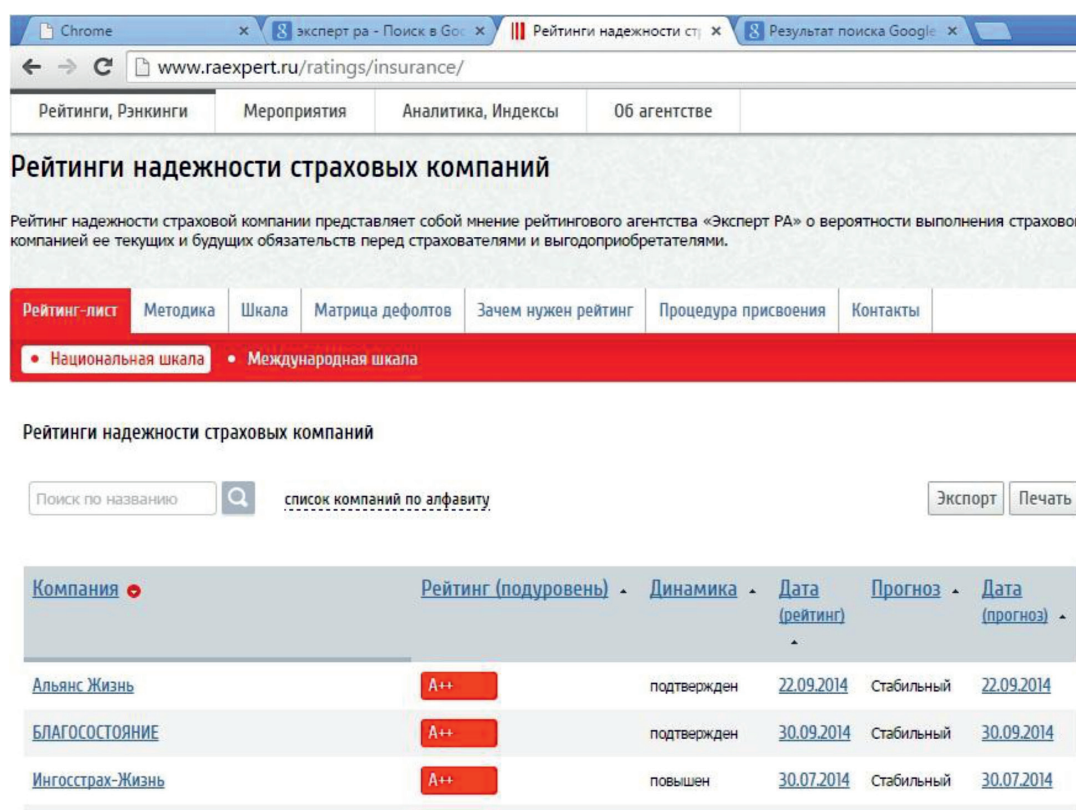 Chrome
эксперт ра - Поиск в Goo
Рейтинги надежности ст
Результат поиска Google
www.raexpert.ru/ratings/insurance/
Рейтинги, Рэнкинги Мероприятия Аналитика, Индексы Об агентстве
Рейтинги надежности страховых компаний
Рейтинг надежности страховой компании представляет собой мнение рейтингового агентства «Эксперт РА» о вероятности выполнения страхово
компанией ее текущих и будущих обязательств перед страхователями и выгодоприобретателями.
Рейтинг-лист Методика Шкала Матрица дефолтов Зачем нужен рейтинг Процедура присвоения Контакты
• Национальная шкала • Международная шкала
Рейтинги надежности страховых компаний
Поиск по названию список компаний по алфавиту Экспорт Печать
Компания Рейтинг (подуровень) Динамика Дата Прогноз Дата
(рейтинг) (прогноз)
Альянс Жизнь A++ подтвержден 22.09.2014 Стабильный 22.09.2014
БЛАГОСОСТОЯНИЕ A++ подтвержден 30.09.2014 Стабильный 30.09.2014
Ингосстрах-Жизнь A++ повышен 30.07.2014 Стабильный 30.07.2014